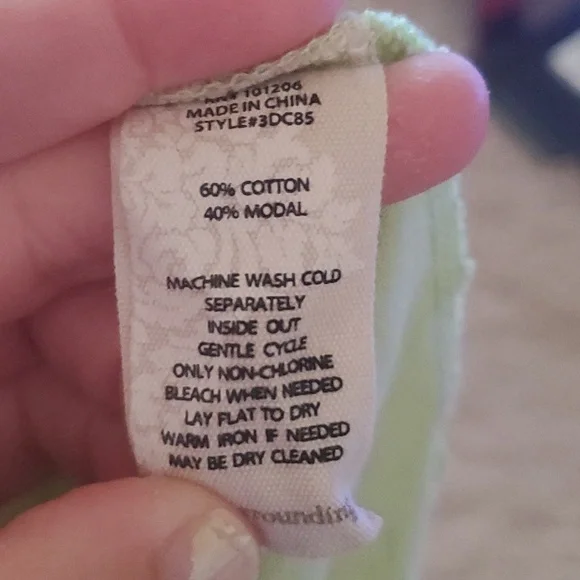 RN# 101206
MADE IN CHINA
STYLE#3DC85
60% COTTON
40% MODAL
MACHINE WASH COLD
SEPARATELY
INSIDE OUT
GENTLE CYCLE
ONLY NON-CHLORINE
BLEACH WHEN NEEDED
LAY FLAT TO DRY
WARM IRON IF NEEDED
MAY BE DRY CLEANED